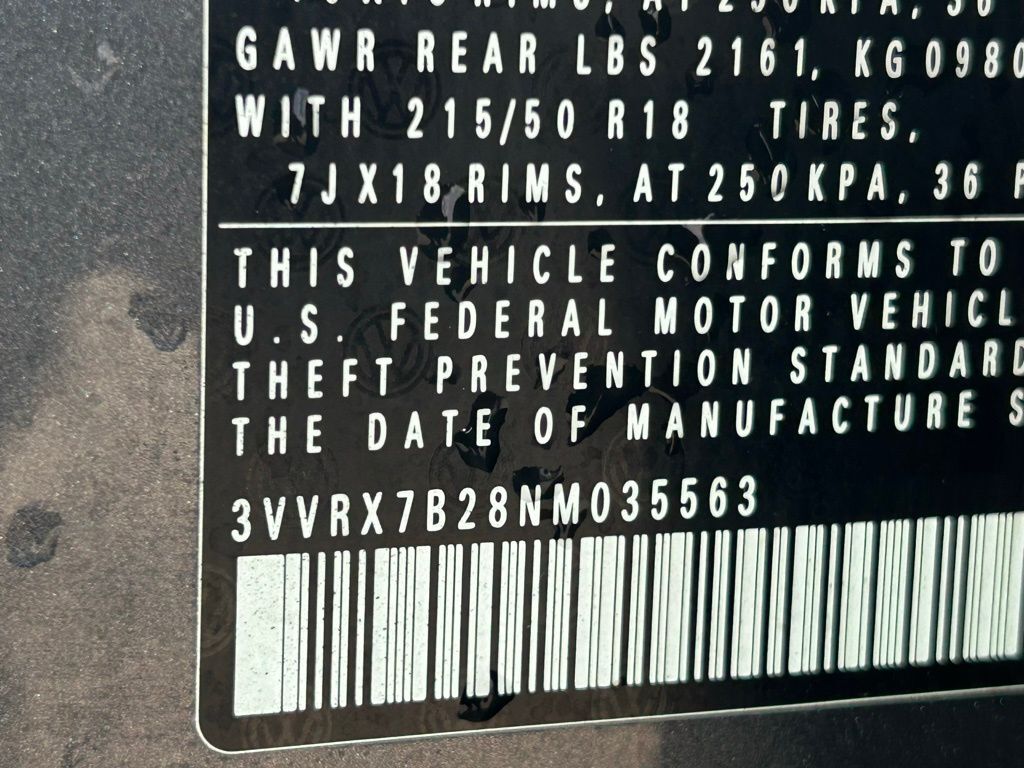 GAWR REAR LBS 2161, KG 0980
WITH 215/50 R18 TIRES,
7JX18 RIMS, AT 250 KPA, 36
THIS VEHICLE CONFORMS TO
U.S. FEDERAL MOTOR VEHICL
THEFT PREVENTION STANDARD
THE DATE OF MANUFACTURE S
3VVRX7B28NM035563